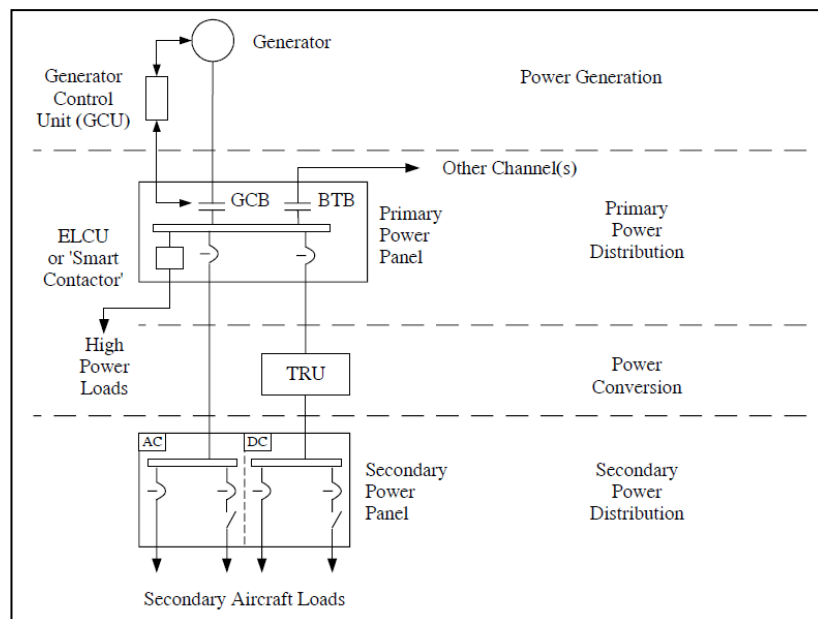 Generator
Generator
Control
Unit (GCU)
Power Generation
Other Channel(s)
GCB
BTB
Primary
Power
Panel
Primary
Power
Distribution
ELCU
or 'Smart
Contactor'
High
Power
Loads
TRU
Power
Conversion
AC
DC
Secondary
Power
Panel
Secondary
Power
Distribution
Secondary Aircraft Loads